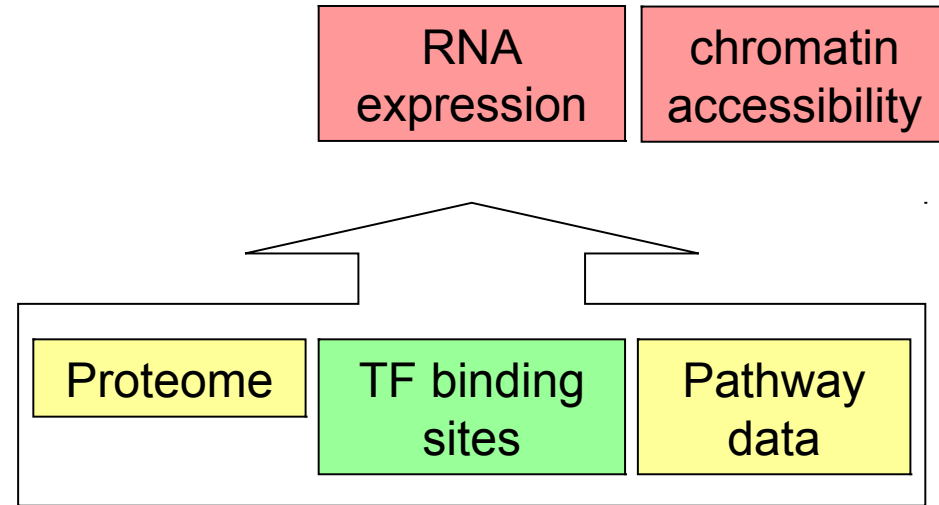 RNA
expression
chromatin
accessibility
Proteome
TF binding
sites
Pathway
data